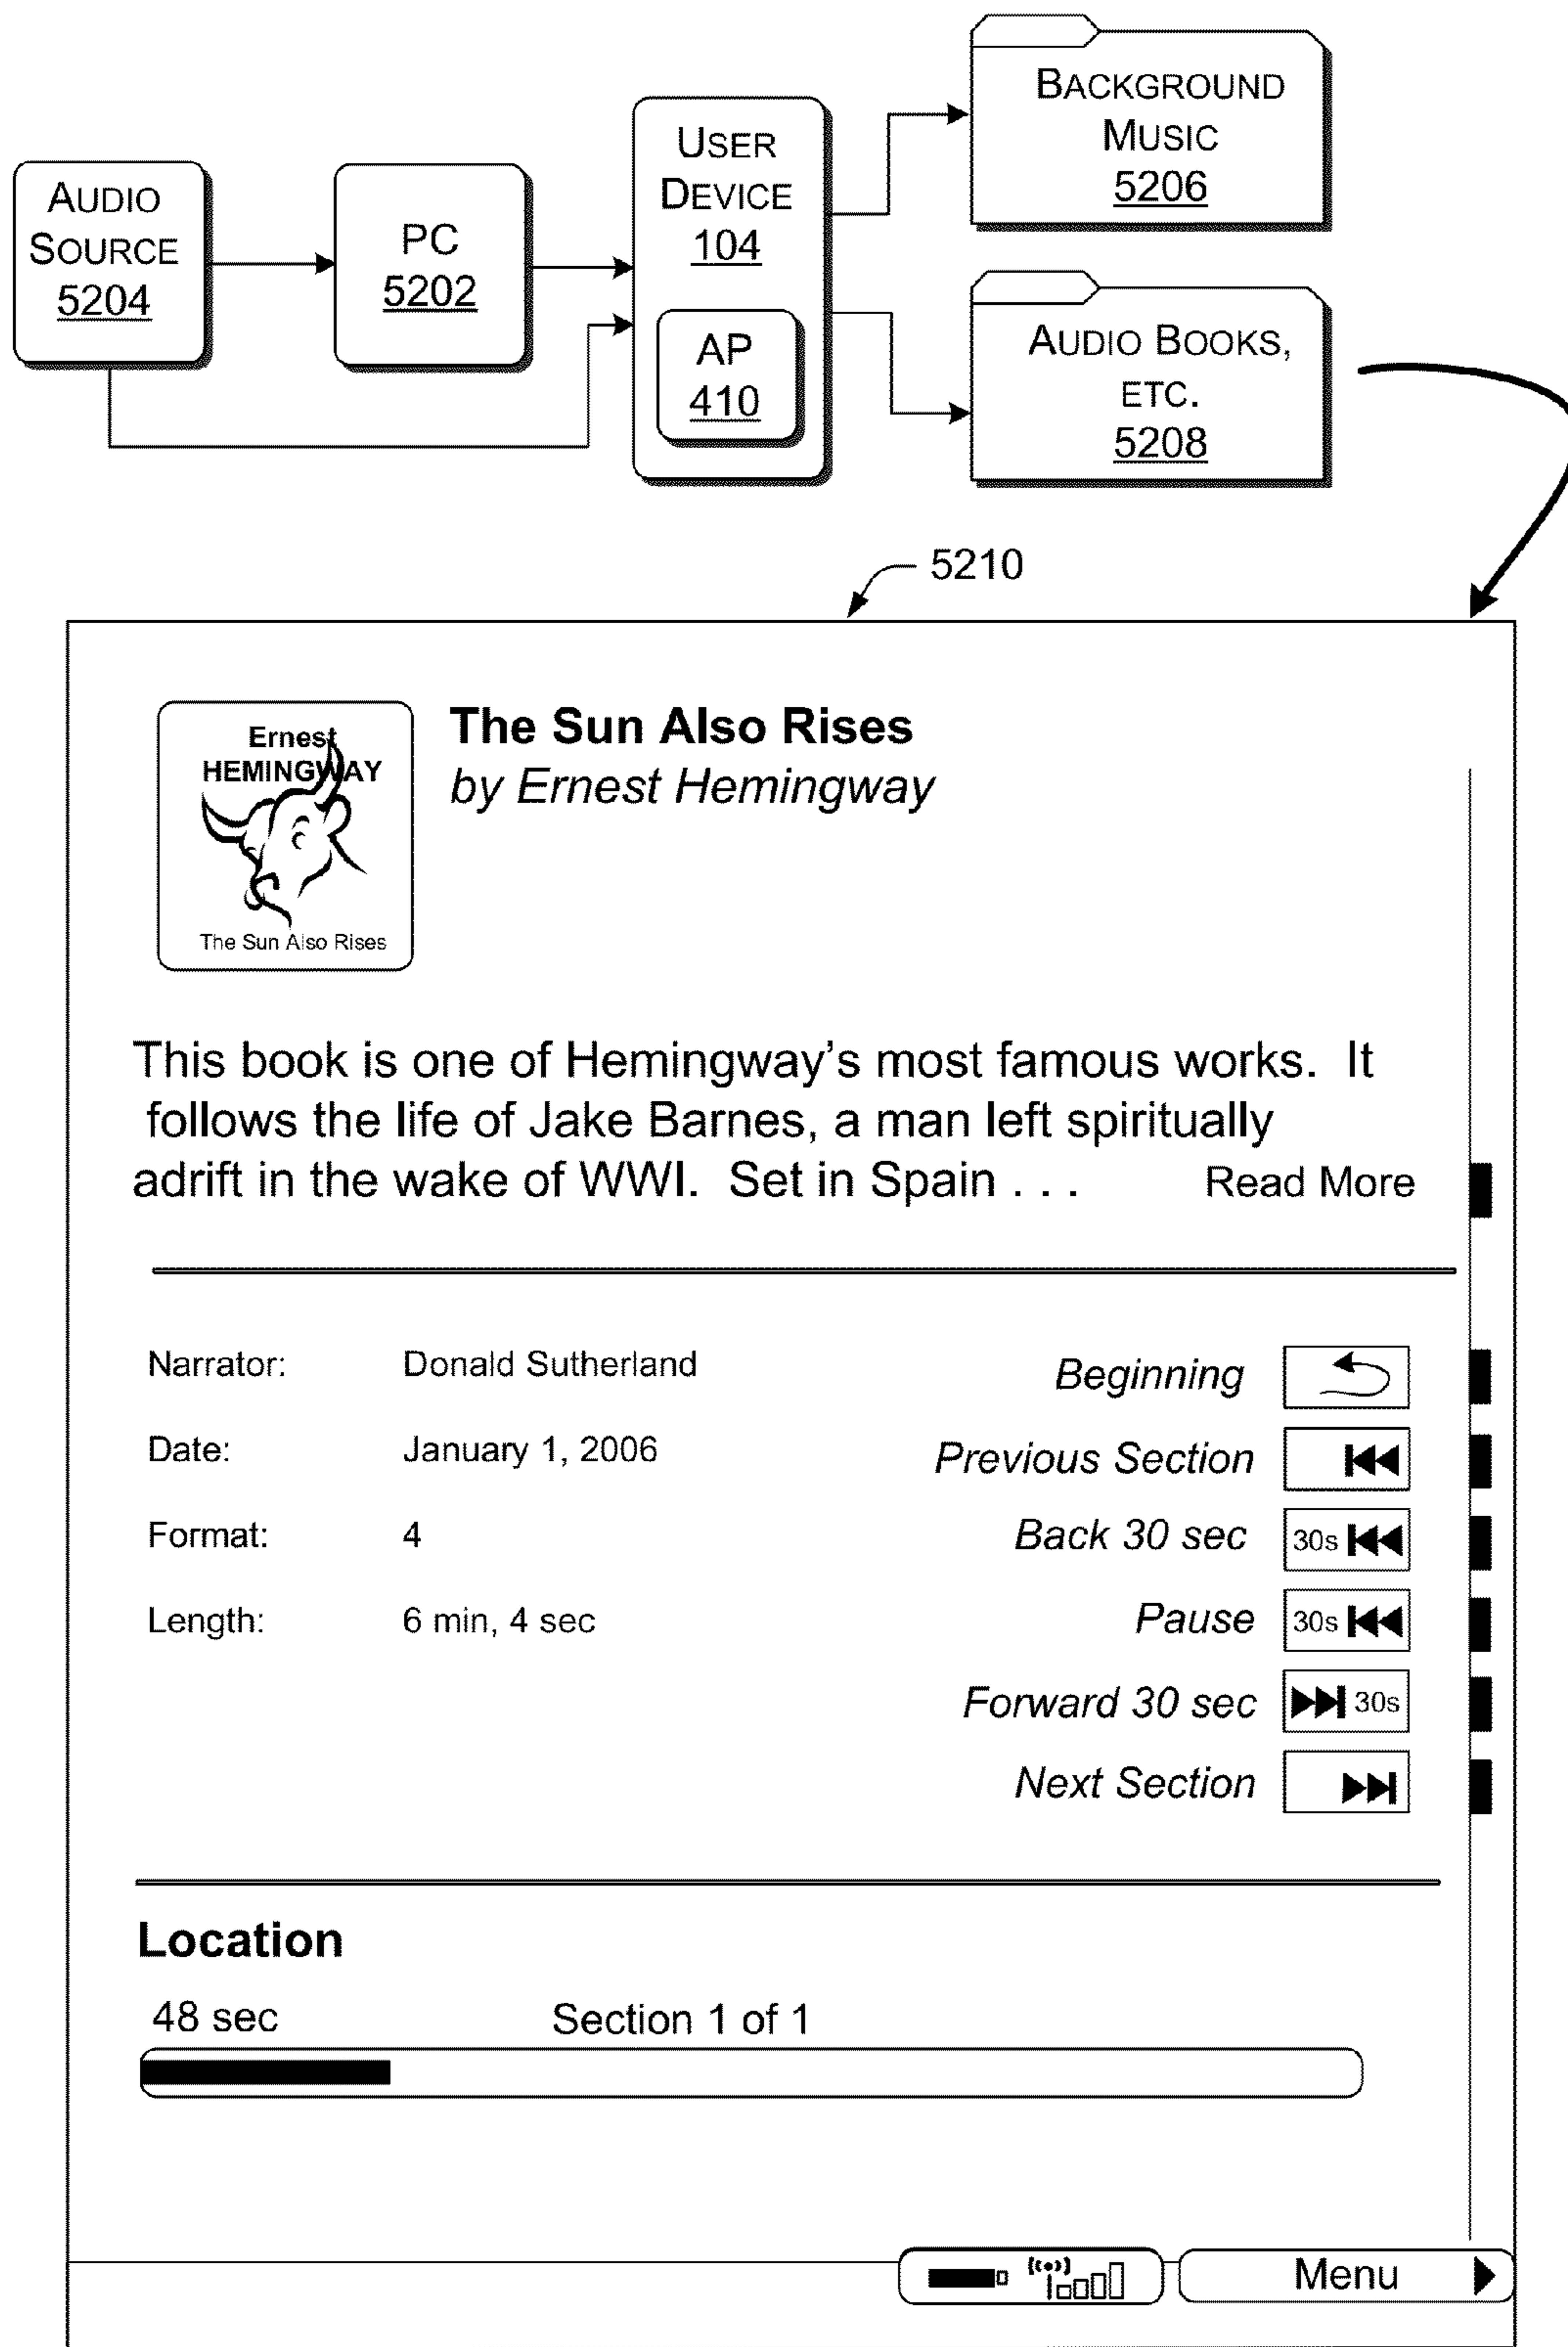 AUDIO
SOURCE
5204
PC
5202
USER
DEVICE
104
AP
410
BACKGROUND
MUSIC
5206
AUDIO BOOKS,
ETC.
5208
5210
Ernest
HEMINGWAY
The Sun Also Rises
The Sun Also Rises
by Ernest Hemingway
This book is one of Hemingway’s most famous works.  It
follows the life of Jake Barnes, a man left spiritually
adrift in the wake of WWI.  Set in Spain . . . Read More
Narrator: Donald Sutherland
Date: January 1, 2006
Format: 4
Length: 6 min, 4 sec
Beginning
Previous Section
Back 30 sec 30s
Pause 30s
Forward 30 sec 30s
Next Section
Location
48 sec Section 1 of 1
Menu